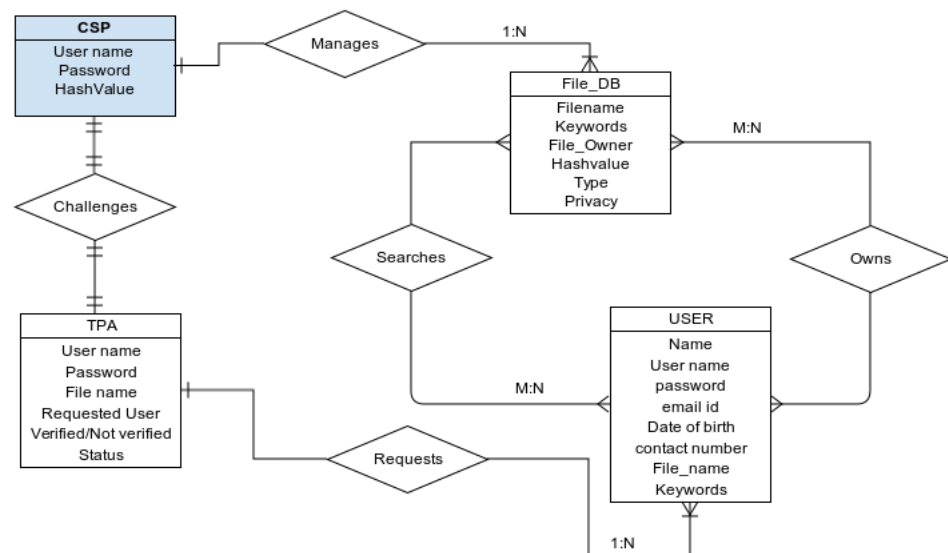 CSP
User name
Password
HashValue
Manages
1:N
File_DB
Filename
Keywords
File_Owner
Hashvalue
Type
Privacy
M:N
Challenges
Searches
Owns
TPA
User name
Password
File name
Requested User
Verified/Not verified
Status
USER
Name
User name
password
email id
Date of birth
contact number
File_name
Keywords
M:N
Requests
1:N